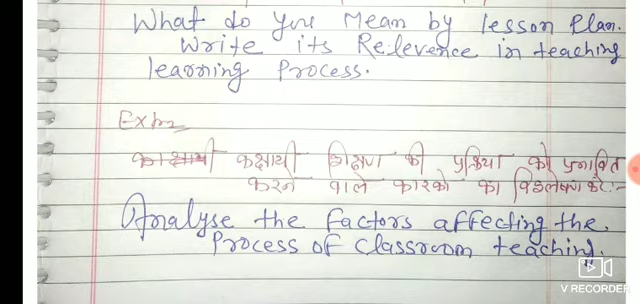 What do you Mean by lesson Plan.
Write its Relevence in teaching
learning Process.
कक्षायी शिक्षण की प्रक्रिया को प्रभावित
करने वाले कारको का विश्लेषण करें:-
Analyse the factors affecting the.
Process of Classroom teaching.
V RECORDER